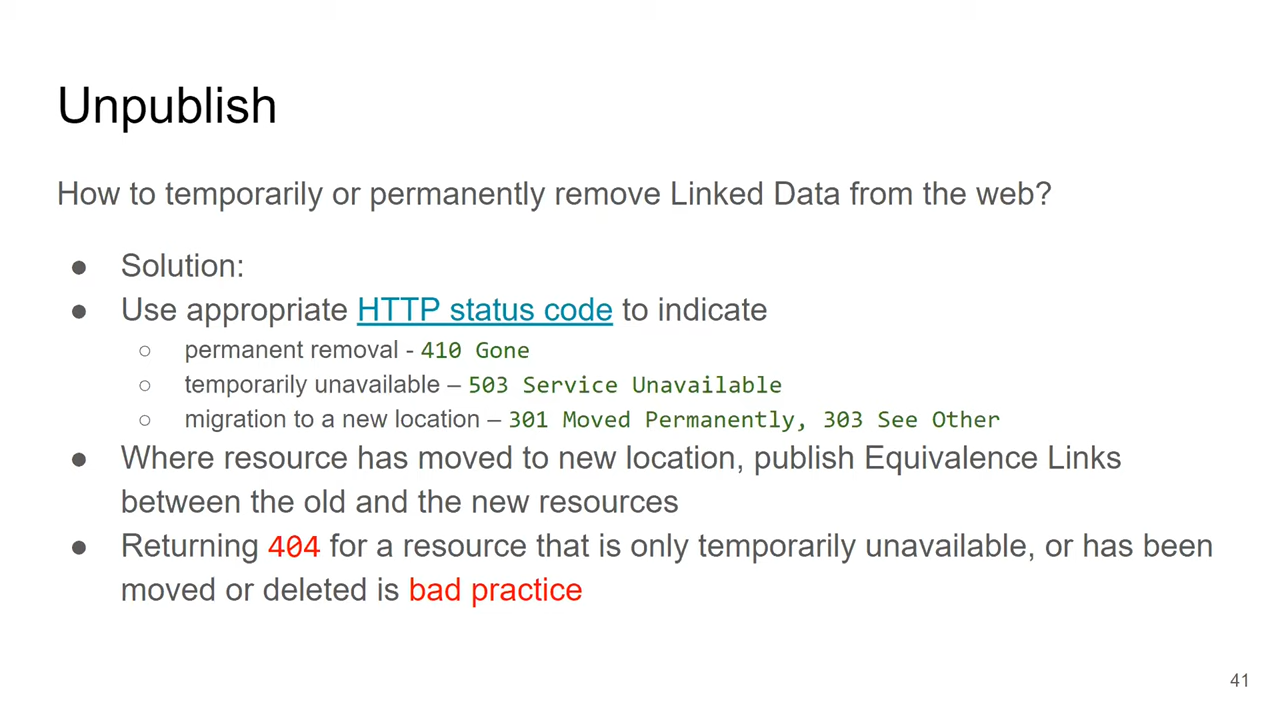 Unpublish
How to temporarily or permanently remove Linked Data from the web?
● Solution:
● Use appropriate HTTP status code to indicate
○ permanent removal - 410 Gone
○ temporarily unavailable – 503 Service Unavailable
○ migration to a new location – 301 Moved Permanently, 303 See Other
● Where resource has moved to new location, publish Equivalence Links
between the old and the new resources
● Returning 404 for a resource that is only temporarily unavailable, or has been
moved or deleted is bad practice
41